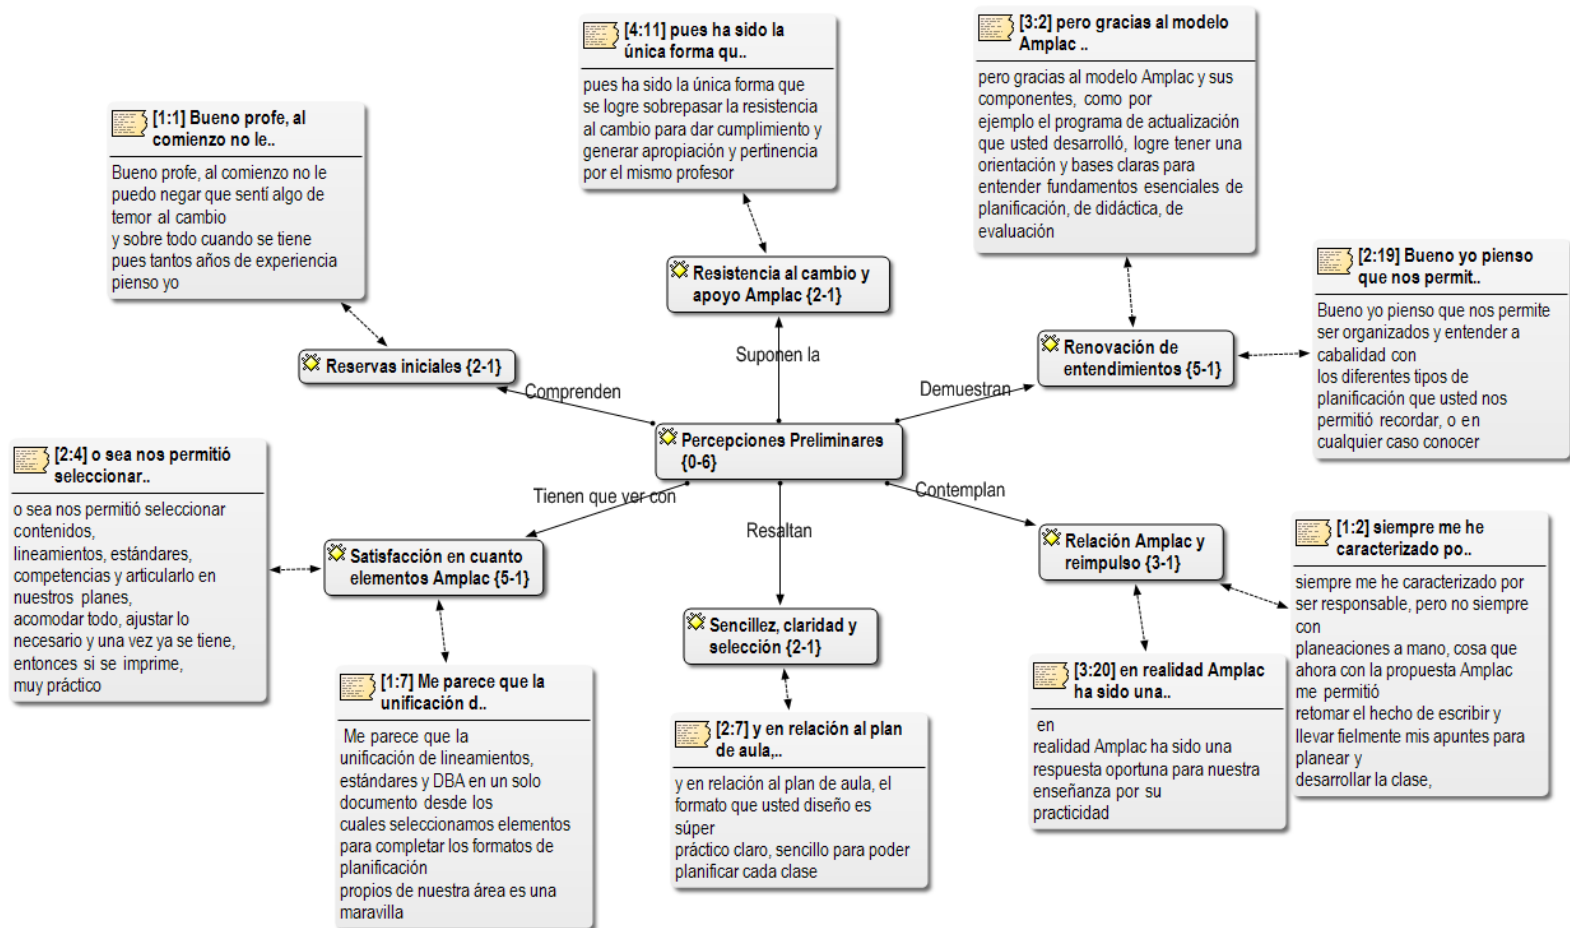 [4:11] pues ha sido la
única forma qu..
pues ha sido la única forma que
se logre sobrepasar la resistencia
al cambio para dar cumplimiento y
generar apropiación y pertinencia
por el mismo profesor
[3:2] pero gracias al modelo
Amplac ..
pero gracias al modelo Amplac y sus
componentes, como por
ejemplo el programa de actualización
que usted desarrolló, logre tener una
orientación y bases claras para
entender fundamentos esenciales de
planificación, de didáctica, de
evaluación
[1:1] Bueno profe, al
comienzo no le..
Bueno profe, al comienzo no le
puedo negar que sentí algo de
temor al cambio
y sobre todo cuando se tiene
pues tantos años de experiencia
pienso yo
[2:19] Bueno yo pienso
que nos permit..
Bueno yo pienso que nos permite
ser organizados y entender a
cabalidad con
los diferentes tipos de
planificación que usted nos
permitió recordar, o en
cualquier caso conocer
Resistencia al cambio y
apoyo Amplac {2-1}
Reservas iniciales {2-1}
Renovación de
entendimientos {5-1}
Suponen la
Comprenden
Demuestran
Percepciones Preliminares
{0-6}
Tienen que ver con
Resaltan
Contemplan
[2:4] o sea nos permitió
seleccionar..
o sea nos permitió seleccionar
contenidos,
lineamientos, estándares,
competencias y articularlo en
nuestros planes,
acomodar todo, ajustar lo
necesario y una vez ya se tiene,
entonces si se imprime,
muy práctico
Satisfacción en cuanto
elementos Amplac {5-1}
Sencillez, claridad y
selección {2-1}
Relación Amplac y
reimpulso {3-1}
[1:2] siempre me he
caracterizado po..
siempre me he caracterizado por
ser responsable, pero no siempre
con
planeaciones a mano, cosa que
ahora con la propuesta Amplac
me permitió
retomar el hecho de escribir y
llevar fielmente mis apuntes para
planear y
desarrollar la clase,
[1:7] Me parece que la
unificación d..
Me parece que la
unificación de lineamientos,
estándares y DBA en un solo
documento desde los
cuales seleccionamos elementos
para completar los formatos de
planificación
propios de nuestra área es una
maravilla
[2:7] y en relación al plan
de aula,..
y en relación al plan de aula, el
formato que usted diseño es
súper
práctico claro, sencillo para poder
planificar cada clase
[3:20] en realidad Amplac
ha sido una..
en
realidad Amplac ha sido una
respuesta oportuna para nuestra
enseñanza por su
practicidad